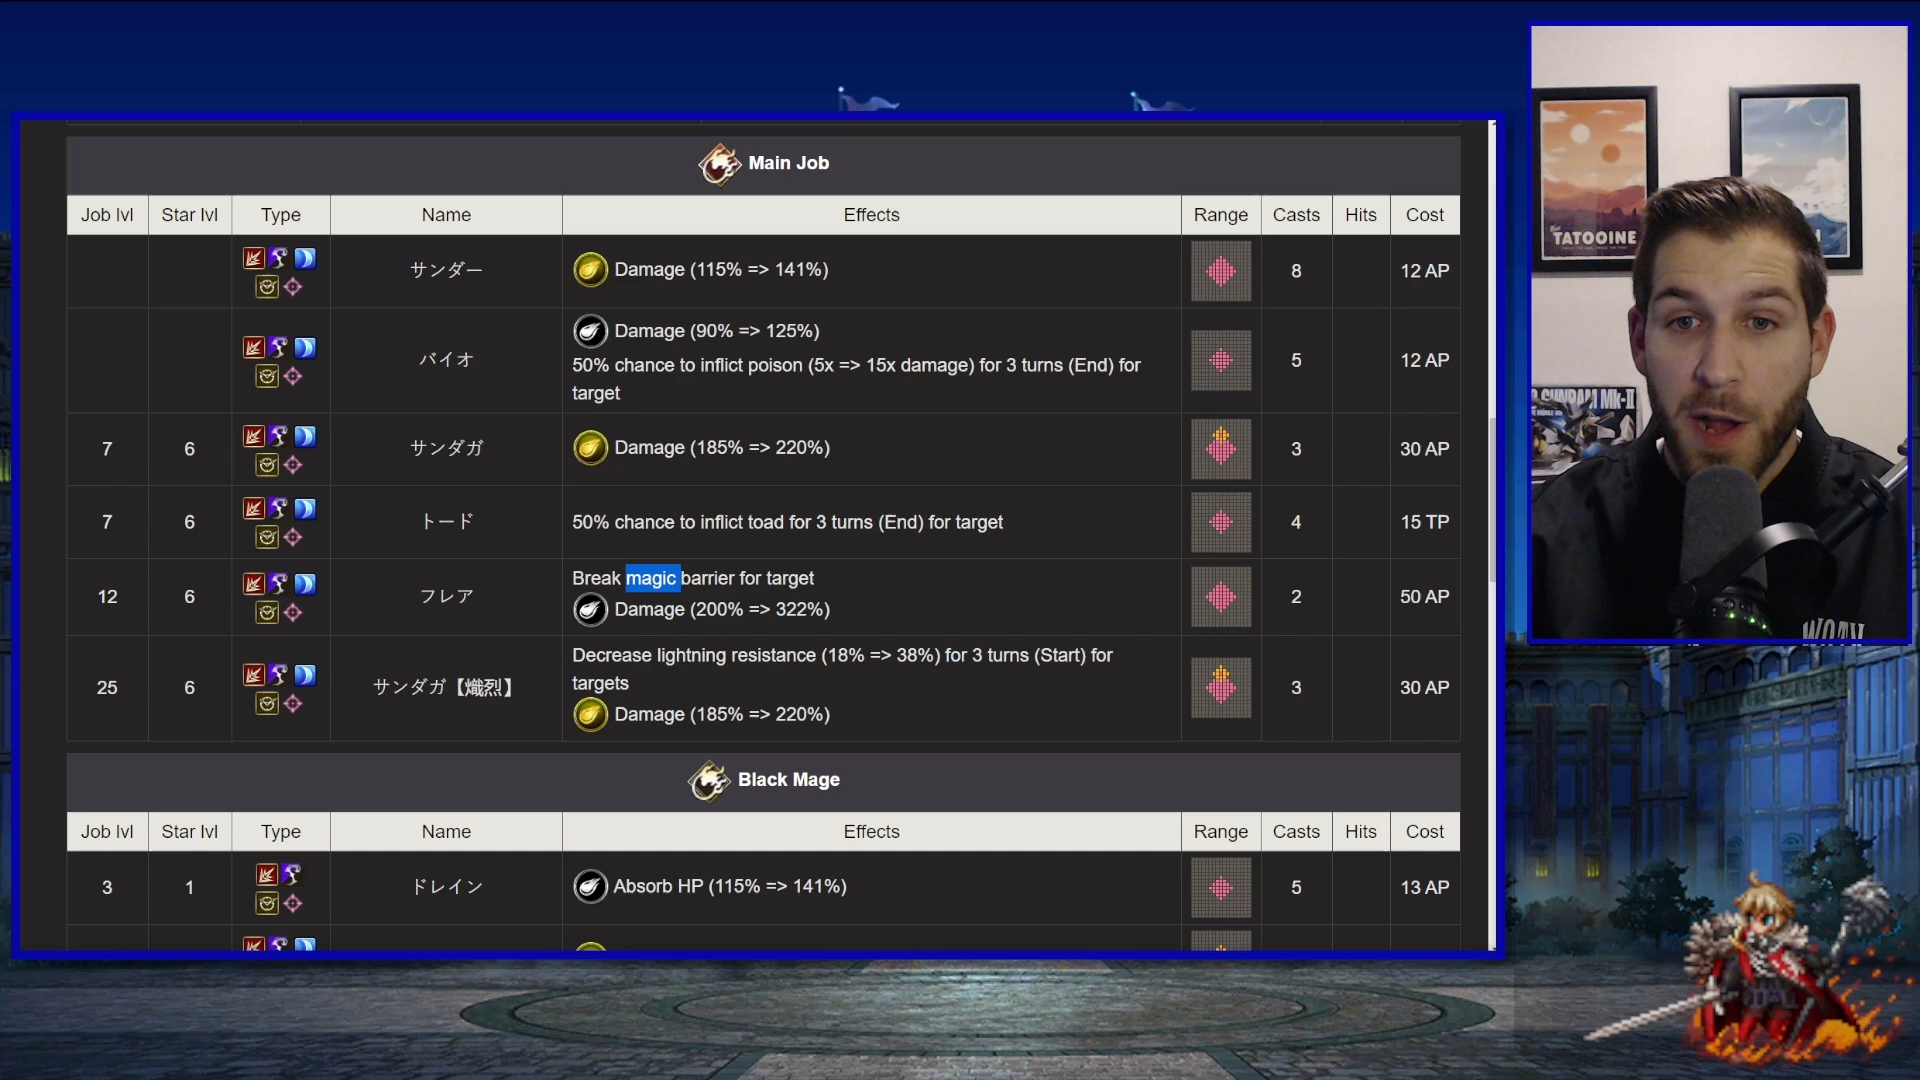 Main Job
Job lvl Star lvl Type Name Effects Range Casts Hits Cost
サンダー Damage (115% => 141%) 8 12 AP
バイオ Damage (90% => 125%) 5 12 AP
50% chance to inflict poison (5x => 15x damage) for 3 turns (End) for
target
7 6 サンダガ Damage (185% => 220%) 3 30 AP
7 6 トード 50% chance to inflict toad for 3 turns (End) for target 4 15 TP
12 6 フレア Break magic barrier for target 2 50 AP
Damage (200% => 322%)
25 6 サンダガ【熾烈】 Decrease lightning resistance (18% => 38%) for 3 turns (Start) for 3 30 AP
targets
Damage (185% => 220%)
Black Mage
Job lvl Star lvl Type Name Effects Range Casts Hits Cost
3 1 ドレイン Absorb HP (115% => 141%) 5 13 AP
TATOOINE
GUNDAM Mk-II